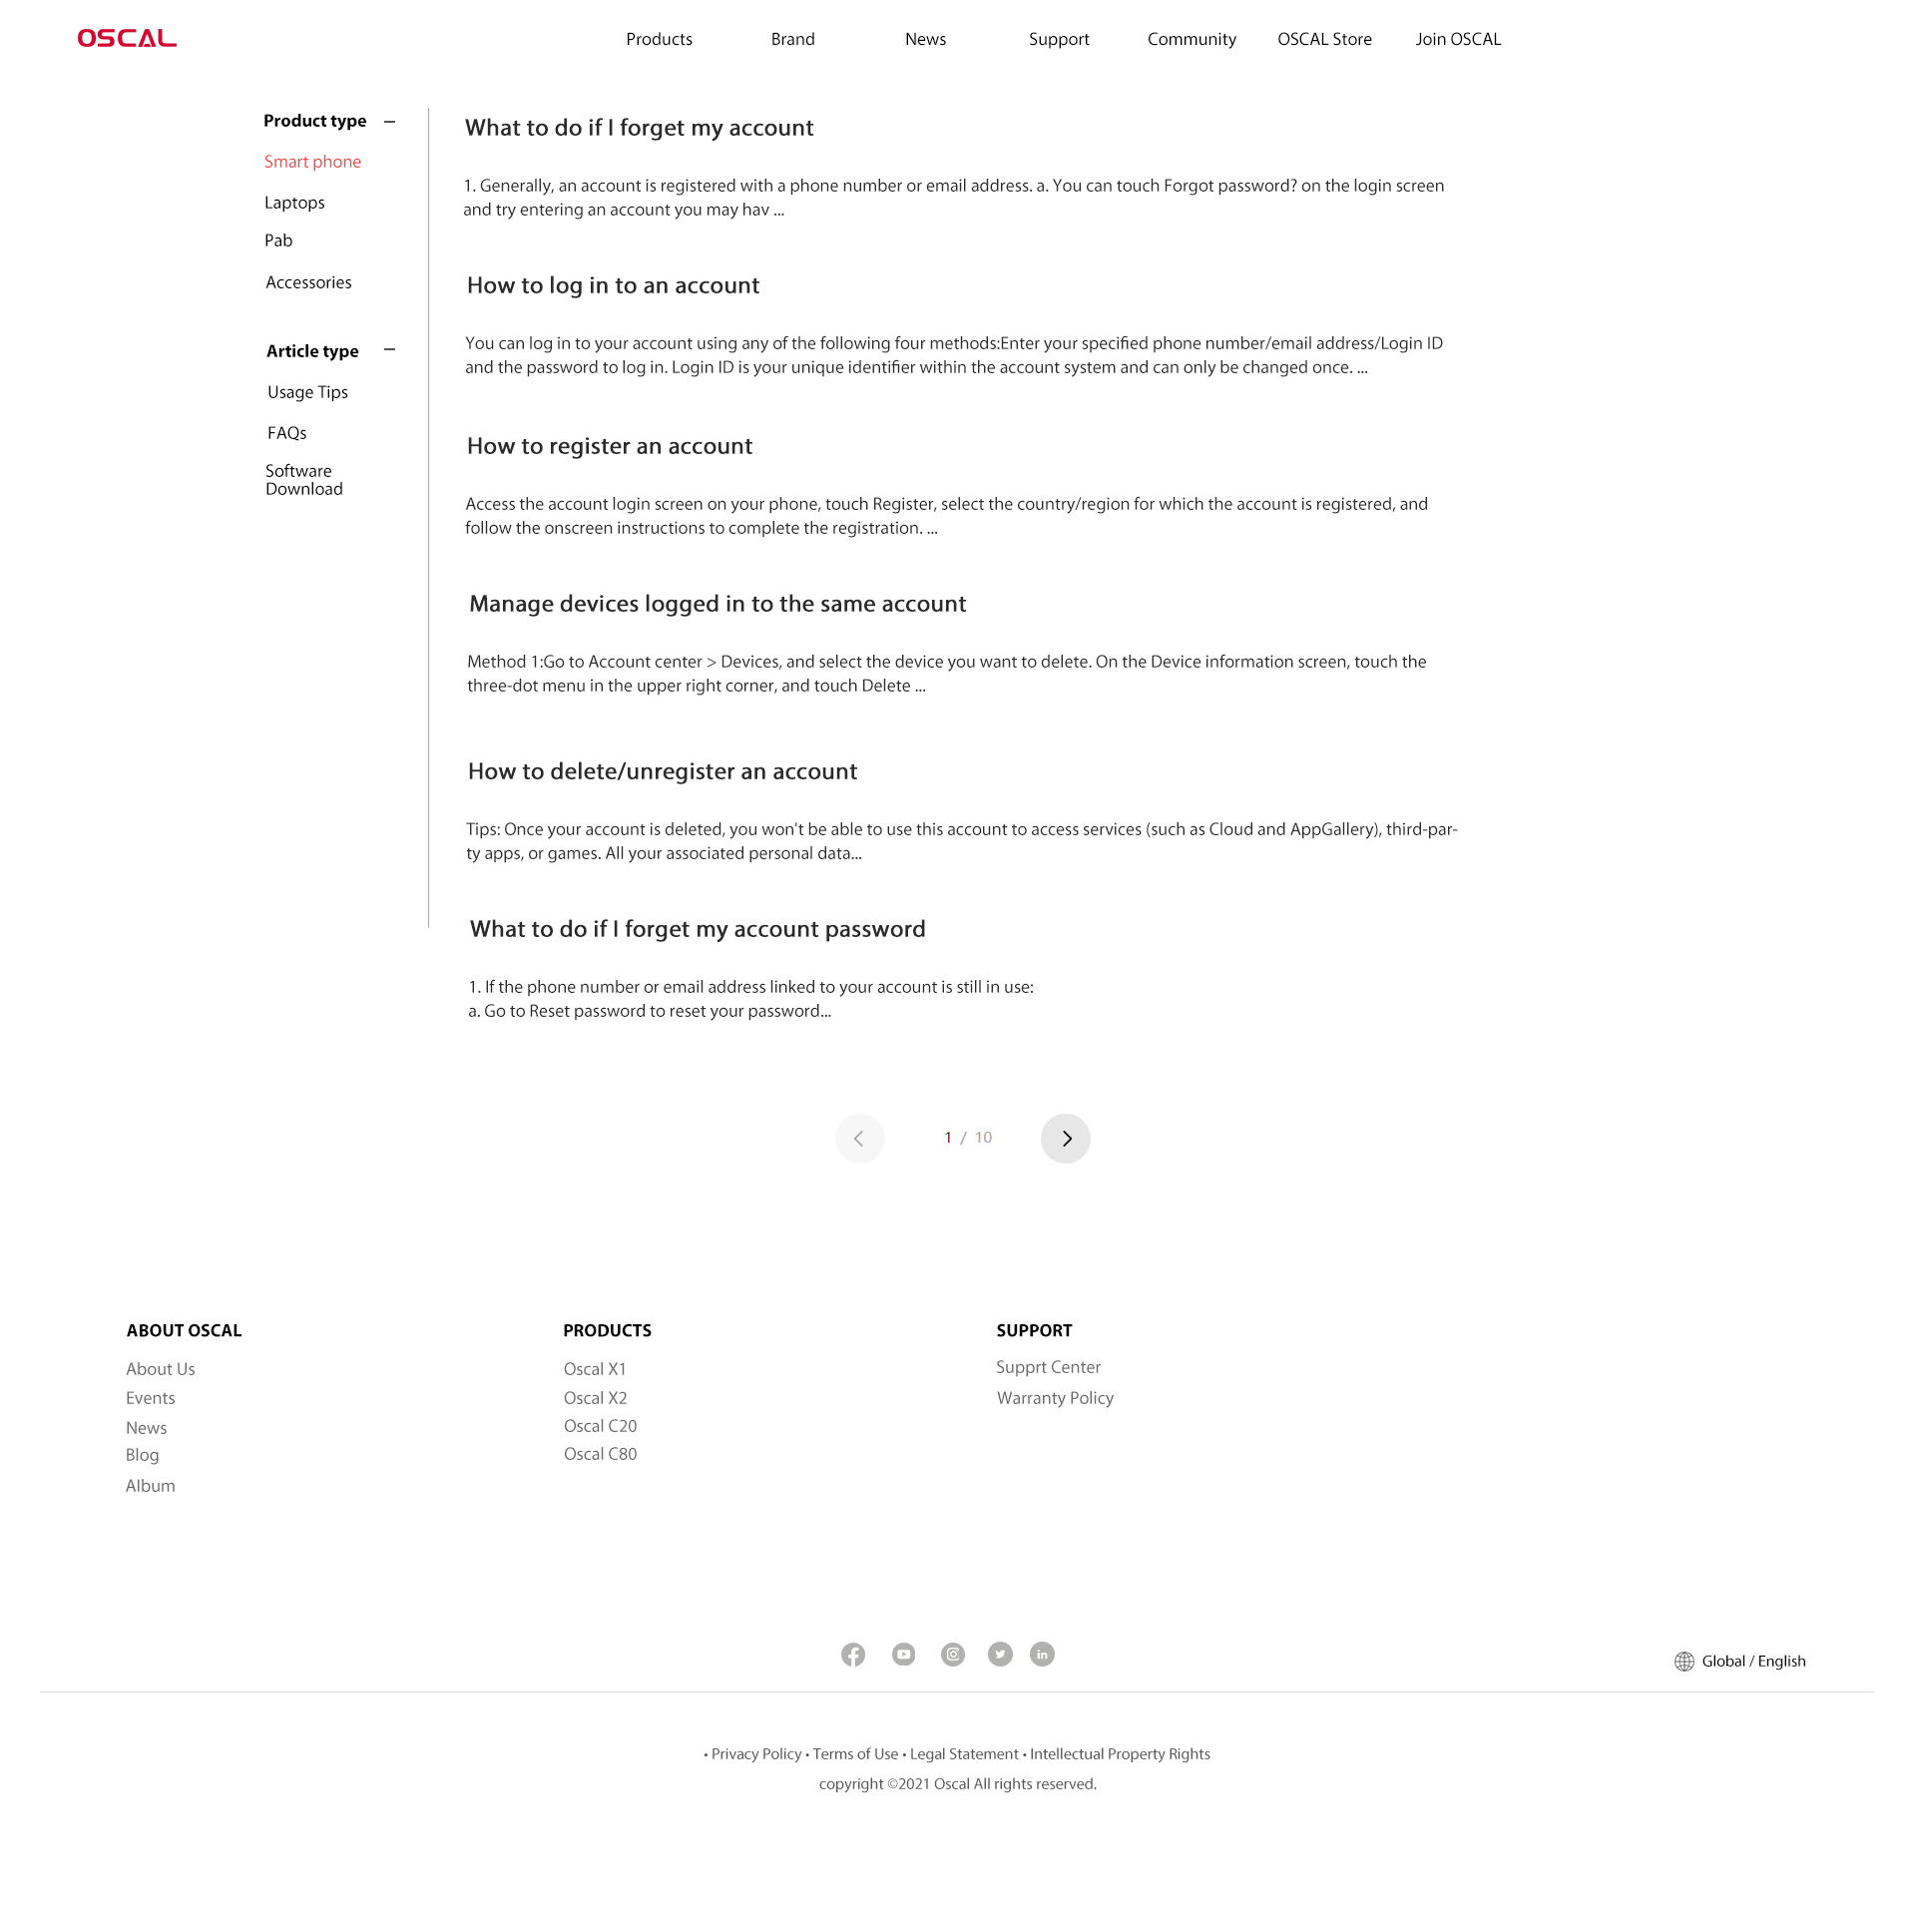 OSCAL
Products Brand News Support Community OSCAL Store Join OSCAL
Product type –
Smart phone
Laptops
Pab
Accessories
Article type –
Usage Tips
FAQs
Software
Download
What to do if I forget my account
1. Generally, an account is registered with a phone number or email address. a. You can touch Forgot password? on the login screen
and try entering an account you may hav ...
How to log in to an account
You can log in to your account using any of the following four methods:Enter your specified phone number/email address/Login ID
and the password to log in. Login ID is your unique identifier within the account system and can only be changed once. ...
How to register an account
Access the account login screen on your phone, touch Register, select the country/region for which the account is registered, and
follow the onscreen instructions to complete the registration. ...
Manage devices logged in to the same account
Method 1:Go to Account center > Devices, and select the device you want to delete. On the Device information screen, touch the
three-dot menu in the upper right corner, and touch Delete ...
How to delete/unregister an account
Tips: Once your account is deleted, you won't be able to use this account to access services (such as Cloud and AppGallery), third-par-
ty apps, or games. All your associated personal data...
What to do if I forget my account password
1. If the phone number or email address linked to your account is still in use:
a. Go to Reset password to reset your password...
1 / 10
ABOUT OSCAL
About Us
Events
News
Blog
Album
PRODUCTS
Oscal X1
Oscal X2
Oscal C20
Oscal C80
SUPPORT
Supprt Center
Warranty Policy
Global / English
• Privacy Policy • Terms of Use • Legal Statement • Intellectual Property Rights
copyright ©2021 Oscal All rights reserved.